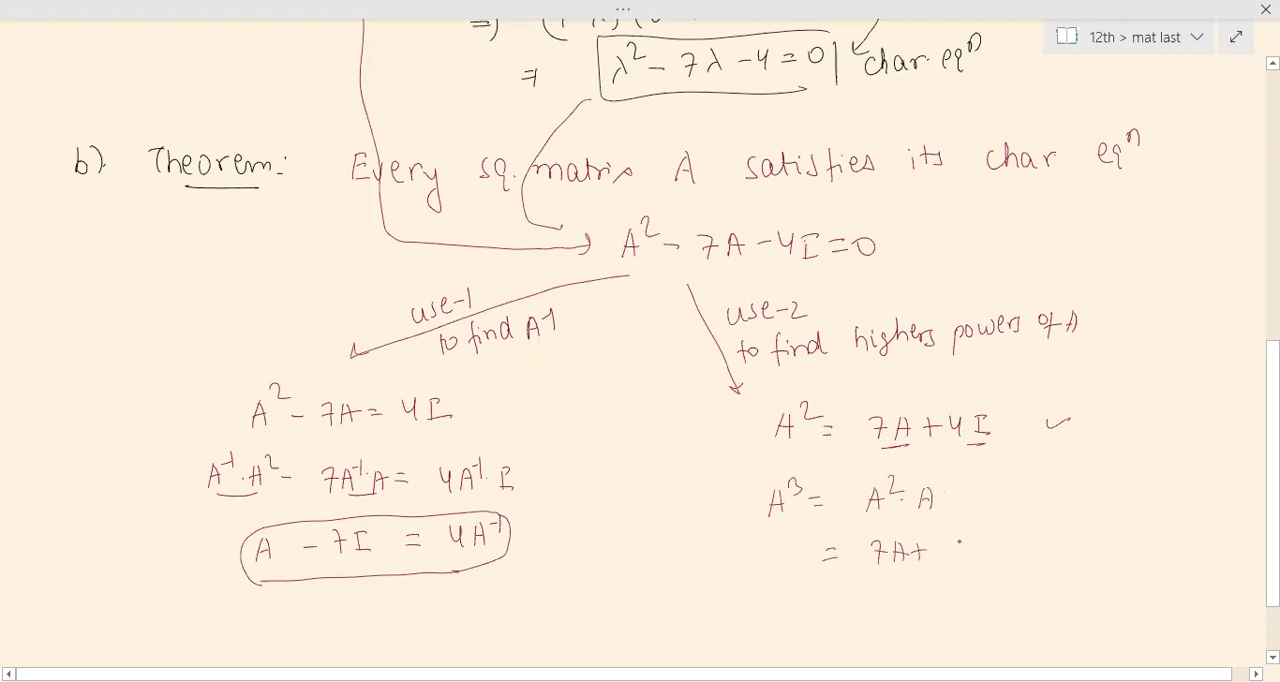 12th > mat last
λ² - 7λ - 4 = 0 char. eqⁿ
b) Theorem: Every sq. matrix A satisfies its char eqⁿ
A² - 7A - 4I = 0
use-1
to find A-1
use-2
to find highers powers of A
A² - 7A = 4I
A⁻¹·A² - 7A⁻¹·A = 4A⁻¹·I
A - 7I = 4A⁻¹
A² = 7A + 4I
A³ = A²·A
= 7A+